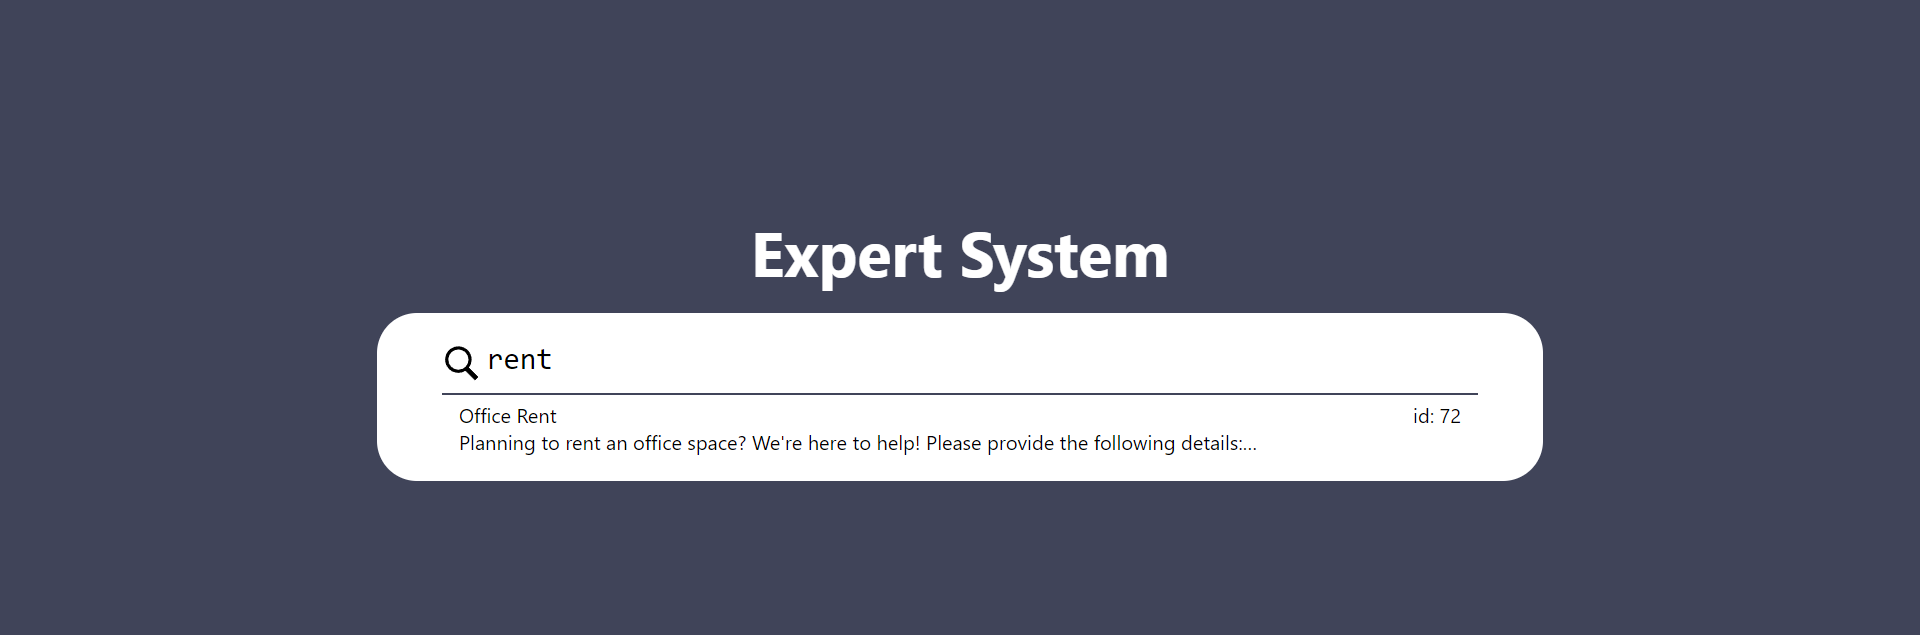 Expert System
rent
Office Rent id: 72
Planning to rent an office space? We're here to help! Please provide the following details:...